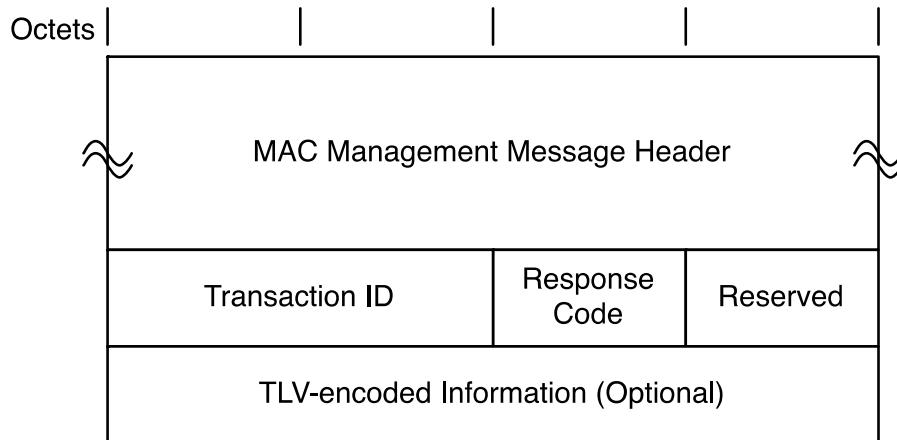 Octets
MAC Management Message Header
Transaction ID
Response
Code
Reserved
TLV-encoded Information (Optional)